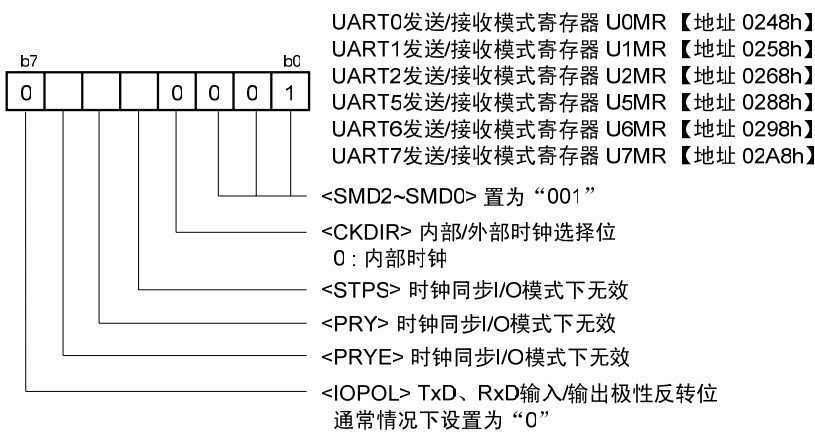 UART0发送/接收模式寄存器 U0MR 【地址 0248h】
UART1发送/接收模式寄存器 U1MR 【地址 0258h】
UART2发送/接收模式寄存器 U2MR 【地址 0268h】
UART5发送/接收模式寄存器 U5MR 【地址 0288h】
UART6发送/接收模式寄存器 U6MR 【地址 0298h】
UART7发送/接收模式寄存器 U7MR 【地址 02A8h】
b7 b0
0 0 0 0 1
<SMD2~SMD0> 置为“001”
<CKDIR> 内部/外部时钟选择位
0 : 内部时钟
<STPS> 时钟同步I/O模式下无效
<PRY> 时钟同步I/O模式下无效
<PRYE> 时钟同步I/O模式下无效
<IOPOL> TxD、RxD输入/输出极性反转位
通常情况下设置为“0”